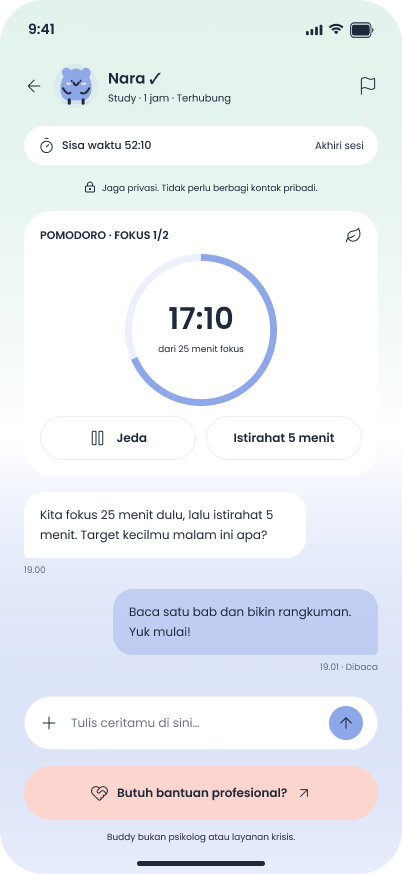 9:41
Nara ✓
Study · 1 jam · Terhubung
Sisa waktu 52:10
Akhiri sesi
Jaga privasi. Tidak perlu berbagi kontak pribadi.
POMODORO · FOKUS 1/2
17:10
dari 25 menit fokus
Jeda
Istirahat 5 menit
Kita fokus 25 menit dulu, lalu istirahat 5
menit. Target kecilmu malam ini apa?
19.00
Baca satu bab dan bikin rangkuman.
Yuk mulai!
19.01 · Dibaca
Tulis ceritamu di sini...
Butuh bantuan profesional?
Buddy bukan psikolog atau layanan krisis.